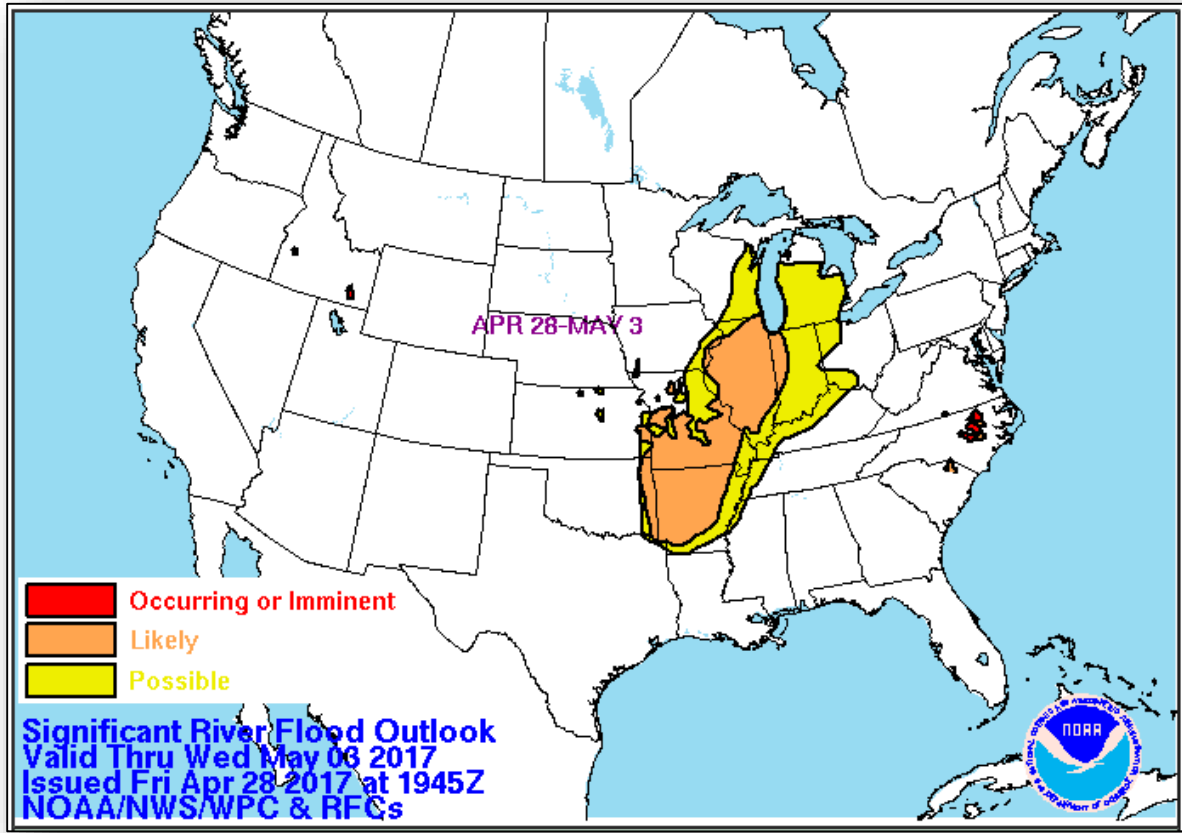 APR 28-MAY 3
Occurring or Imminent
Likely
Possible
Significant River Flood Outlook
Valid Thru Wed May 03 2017
Issued Fri Apr 28 2017 at 1945Z
NOAA/NWS/WPC & RFCs
NOAA